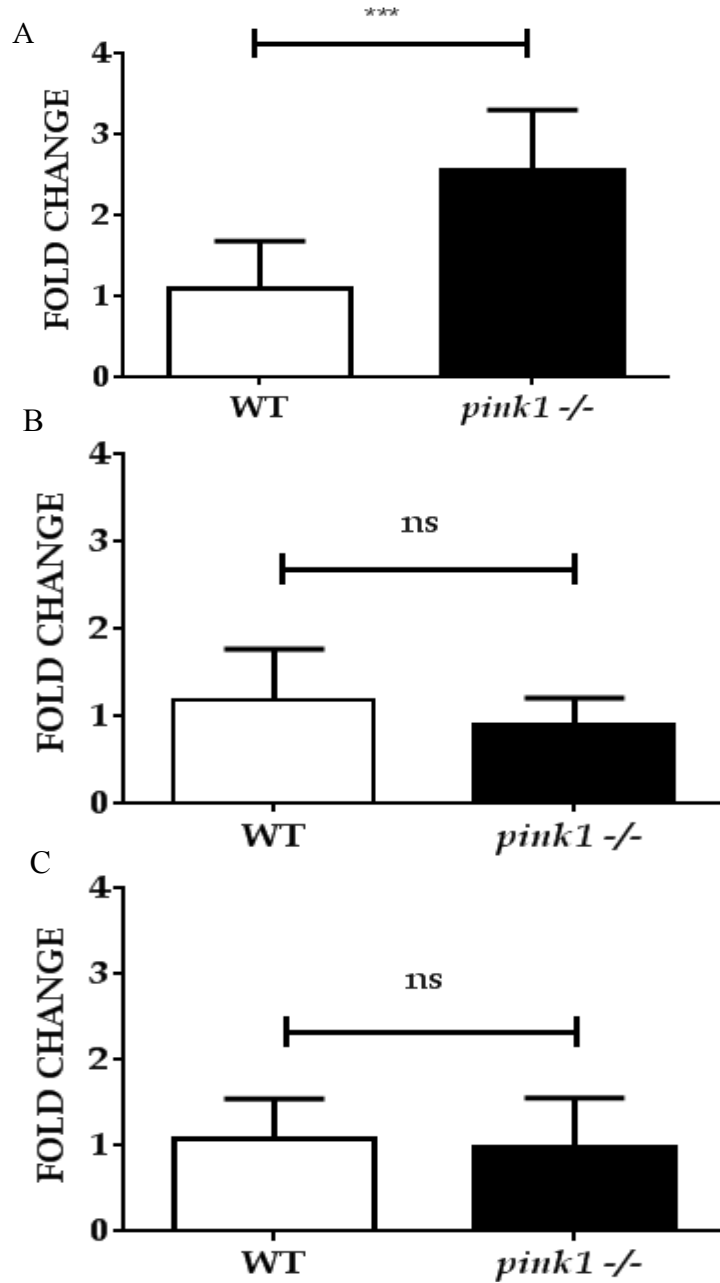 A
***
FOLD CHANGE
4
3
2
1
0
WT pink1 -/-
B
ns
FOLD CHANGE
4
3
2
1
0
WT pink1 -/-
C
ns
FOLD CHANGE
4
3
2
1
0
WT pink1 -/-